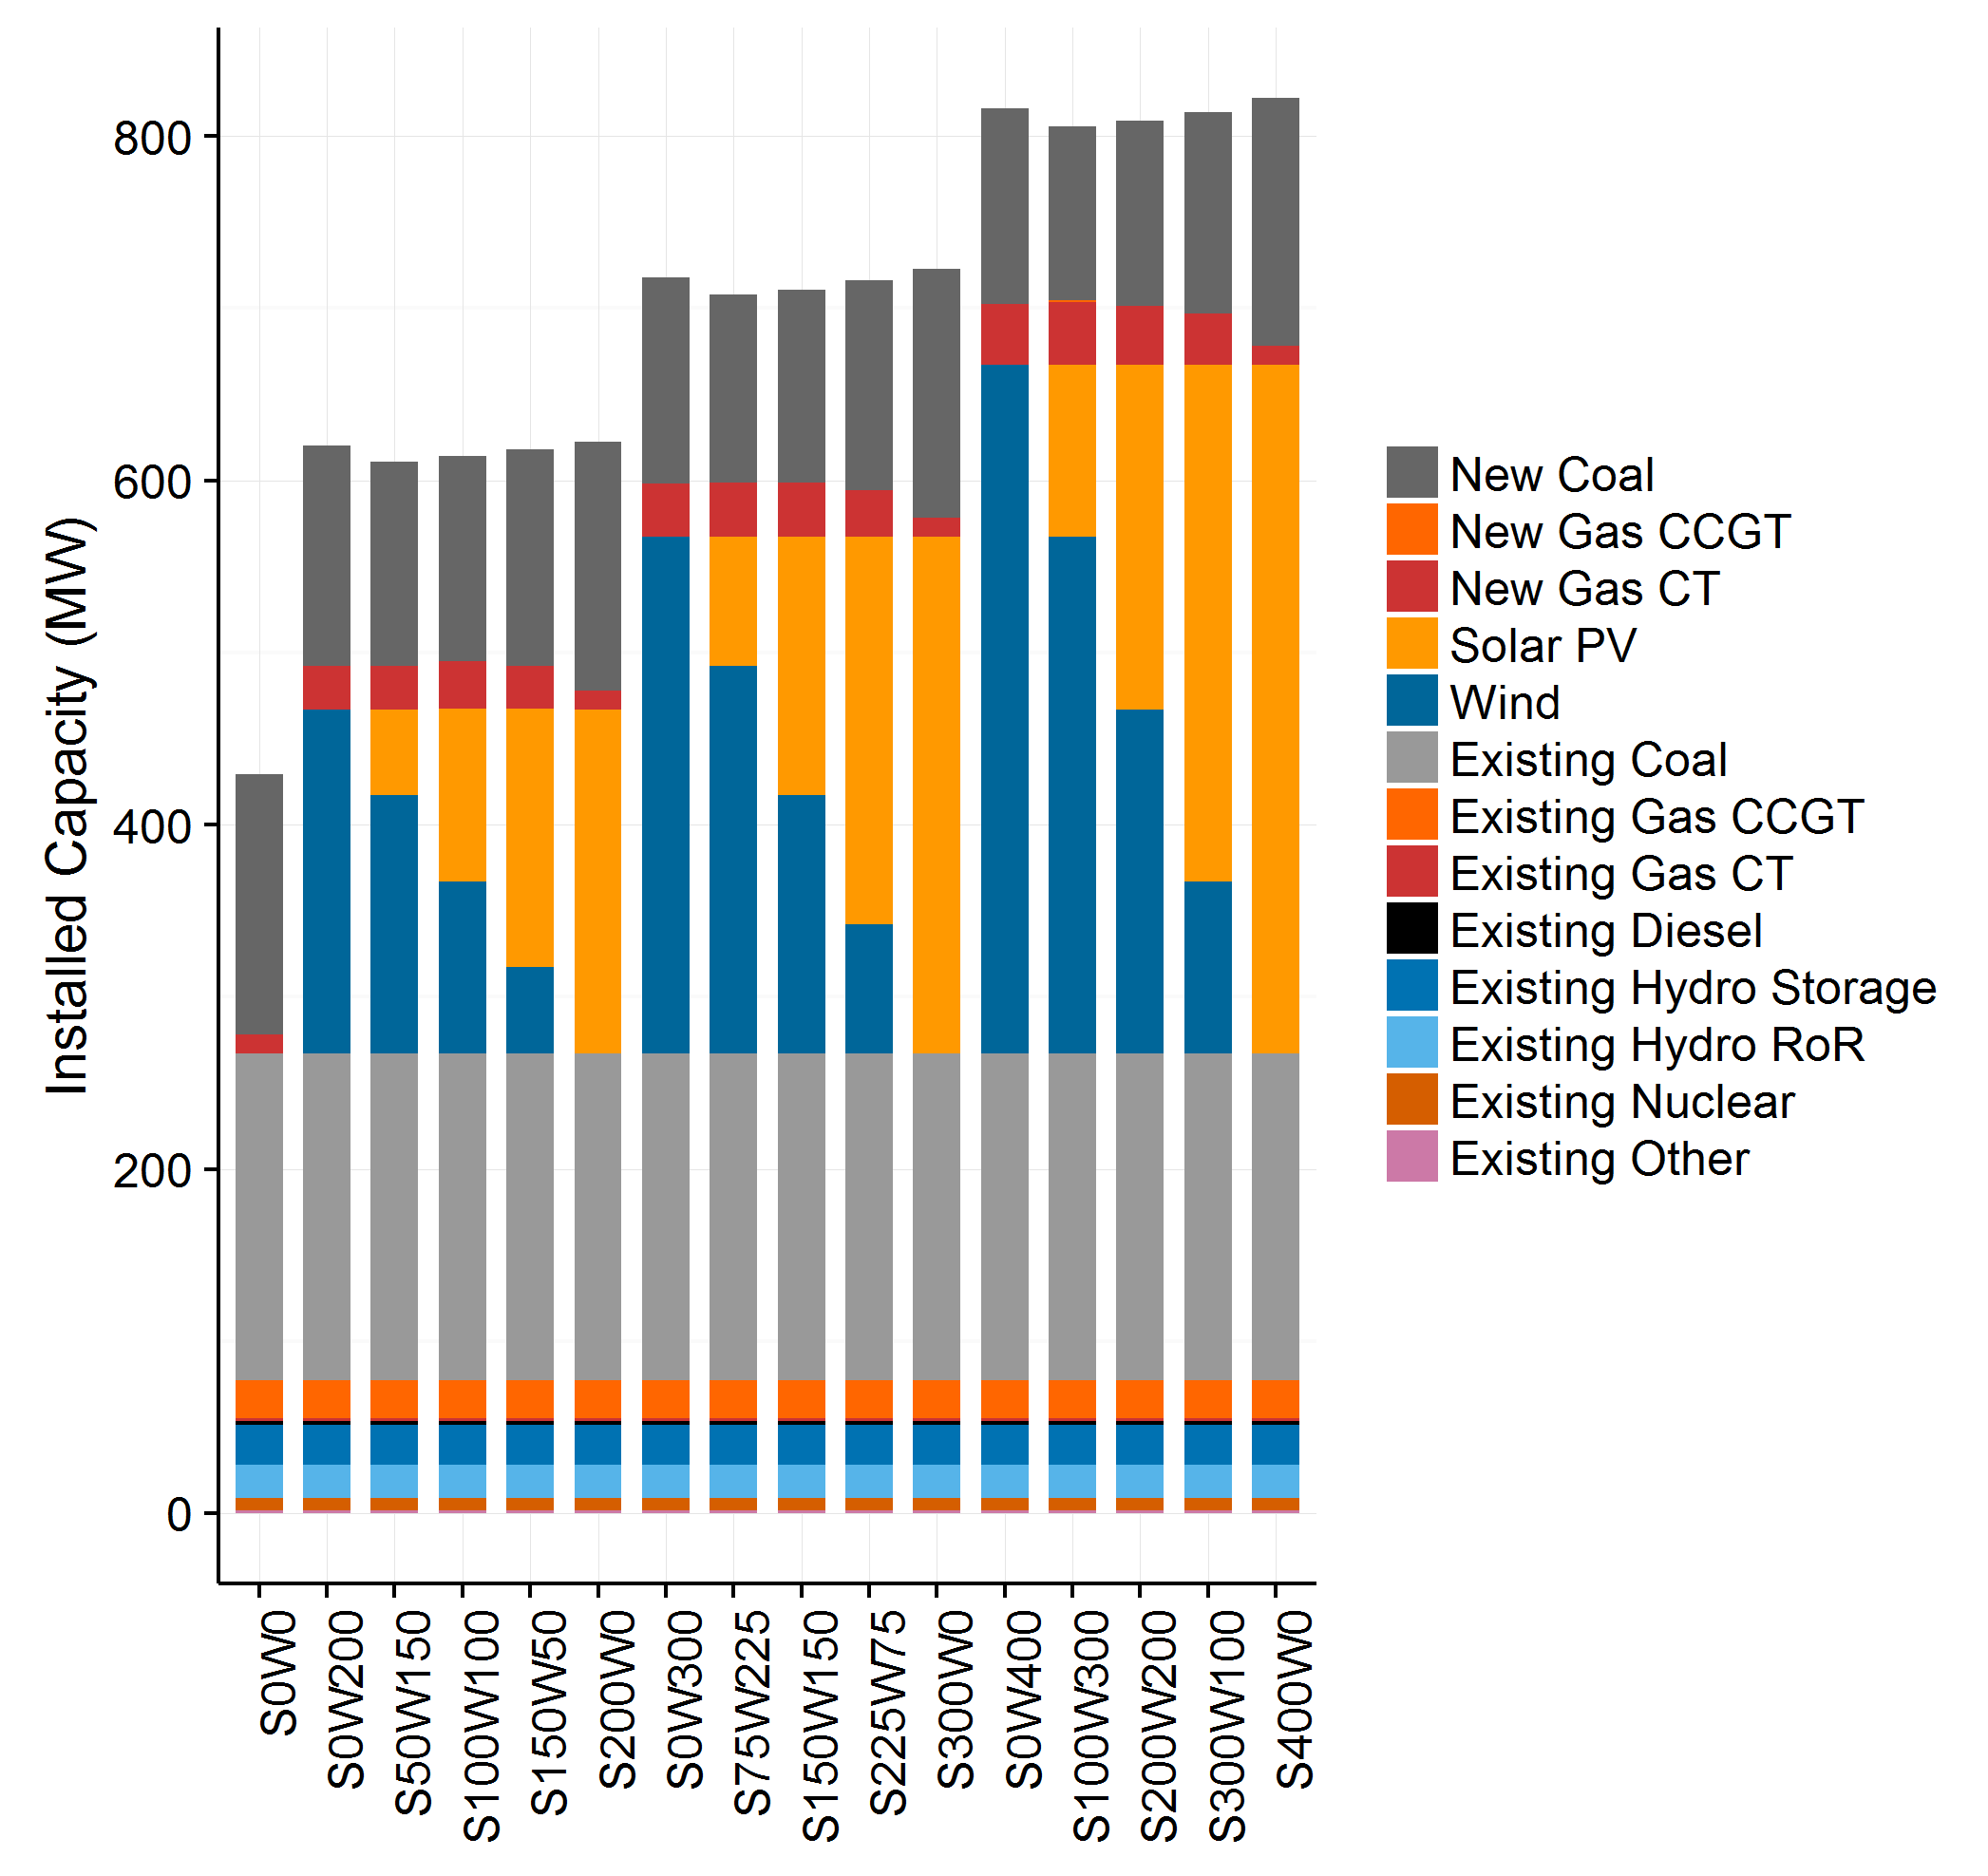 Installed Capacity (MW)
800
600
400
200
0
S0W0
S0W200
S50W150
S100W100
S150W50
S200W0
S0W300
S75W225
S150W150
S225W75
S300W0
S0W400
S100W300
S200W200
S300W100
S400W0
New Coal
New Gas CCGT
New Gas CT
Solar PV
Wind
Existing Coal
Existing Gas CCGT
Existing Gas CT
Existing Diesel
Existing Hydro Storage
Existing Hydro RoR
Existing Nuclear
Existing Other